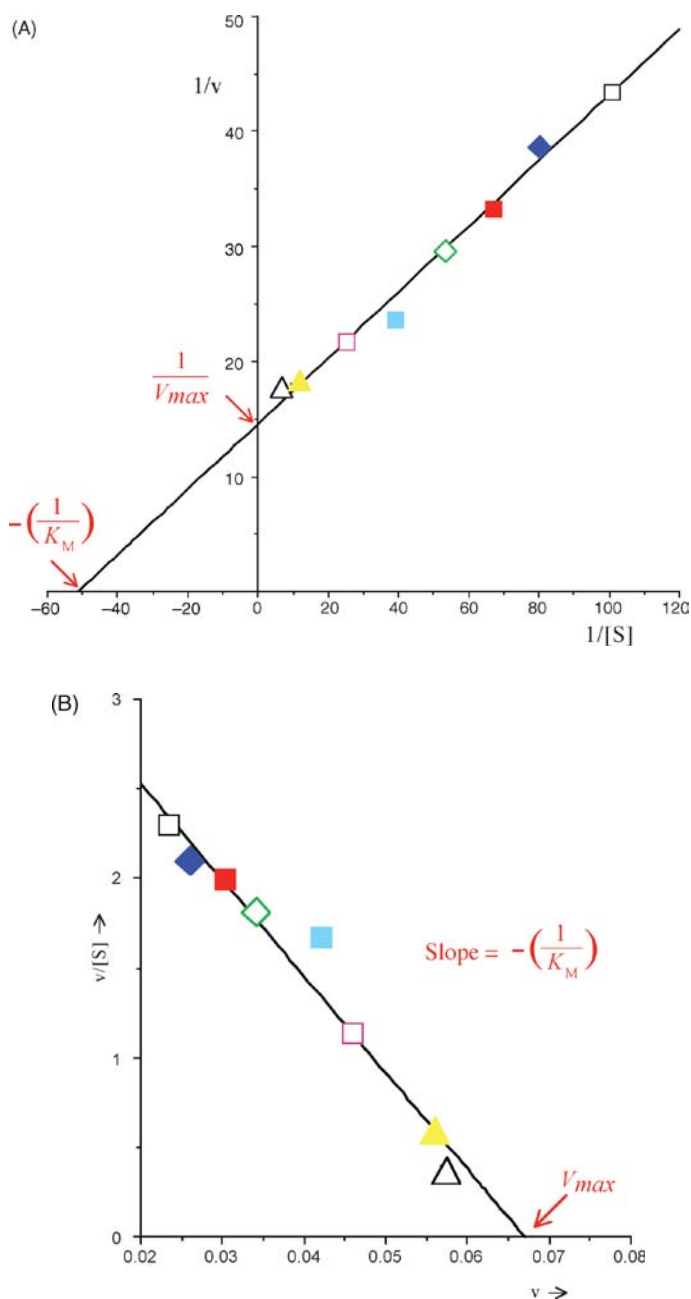 (A)
50
1/v
40
30
20
1
Vmax
10
−(1
KM)
−60 −40 −20 0 20 40 60 80 100 120
1/[S]
(B)
3
2
v/[S] →
Slope = −(1
KM)
1
Vmax
0
0.02 0.03 0.04 0.05 0.06 0.07 0.08
v →